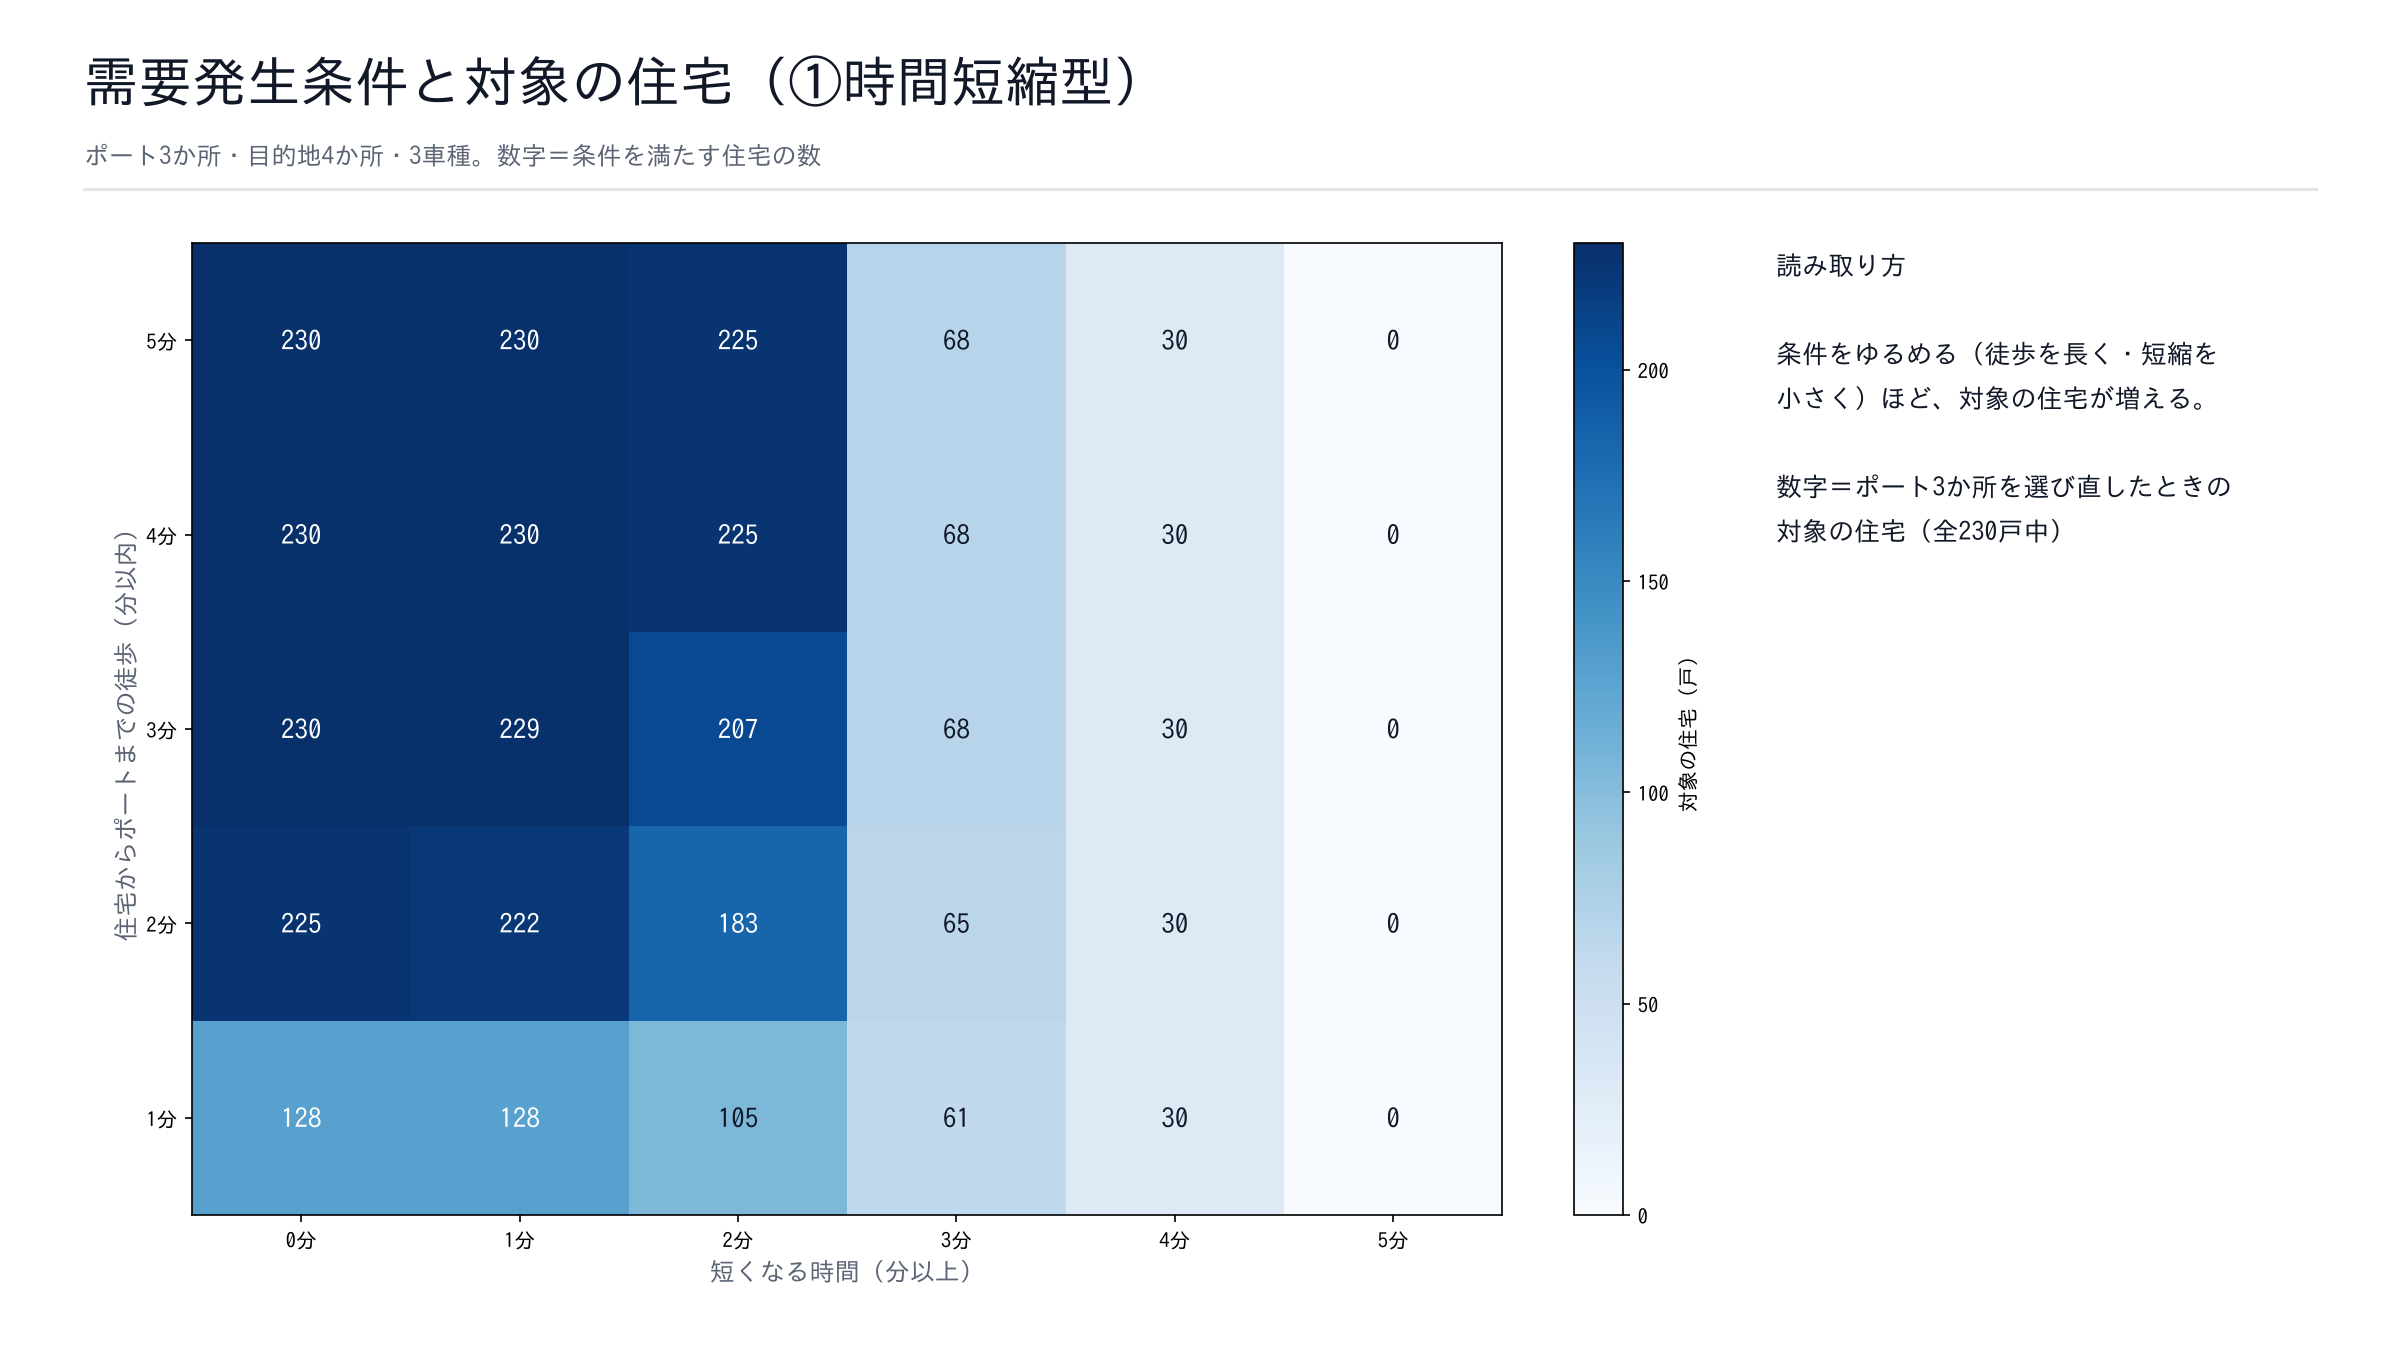 需要発生条件と対象の住宅（①時間短縮型）
ポート3か所・目的地4か所・3車種。数字＝条件を満たす住宅の数
住宅からポートまでの徒歩（分以内）
5分 230 230 225 68 30 0
4分 230 230 225 68 30 0
3分 230 229 207 68 30 0
2分 225 222 183 65 30 0
1分 128 128 105 61 30 0
0分 1分 2分 3分 4分 5分
短くなる時間（分以上）
200
150
100
50
0
対象の住宅（戸）
読み取り方
条件をゆるめる（徒歩を長く・短縮を
小さく）ほど、対象の住宅が増える。
数字＝ポート3か所を選び直したときの
対象の住宅（全230戸中）